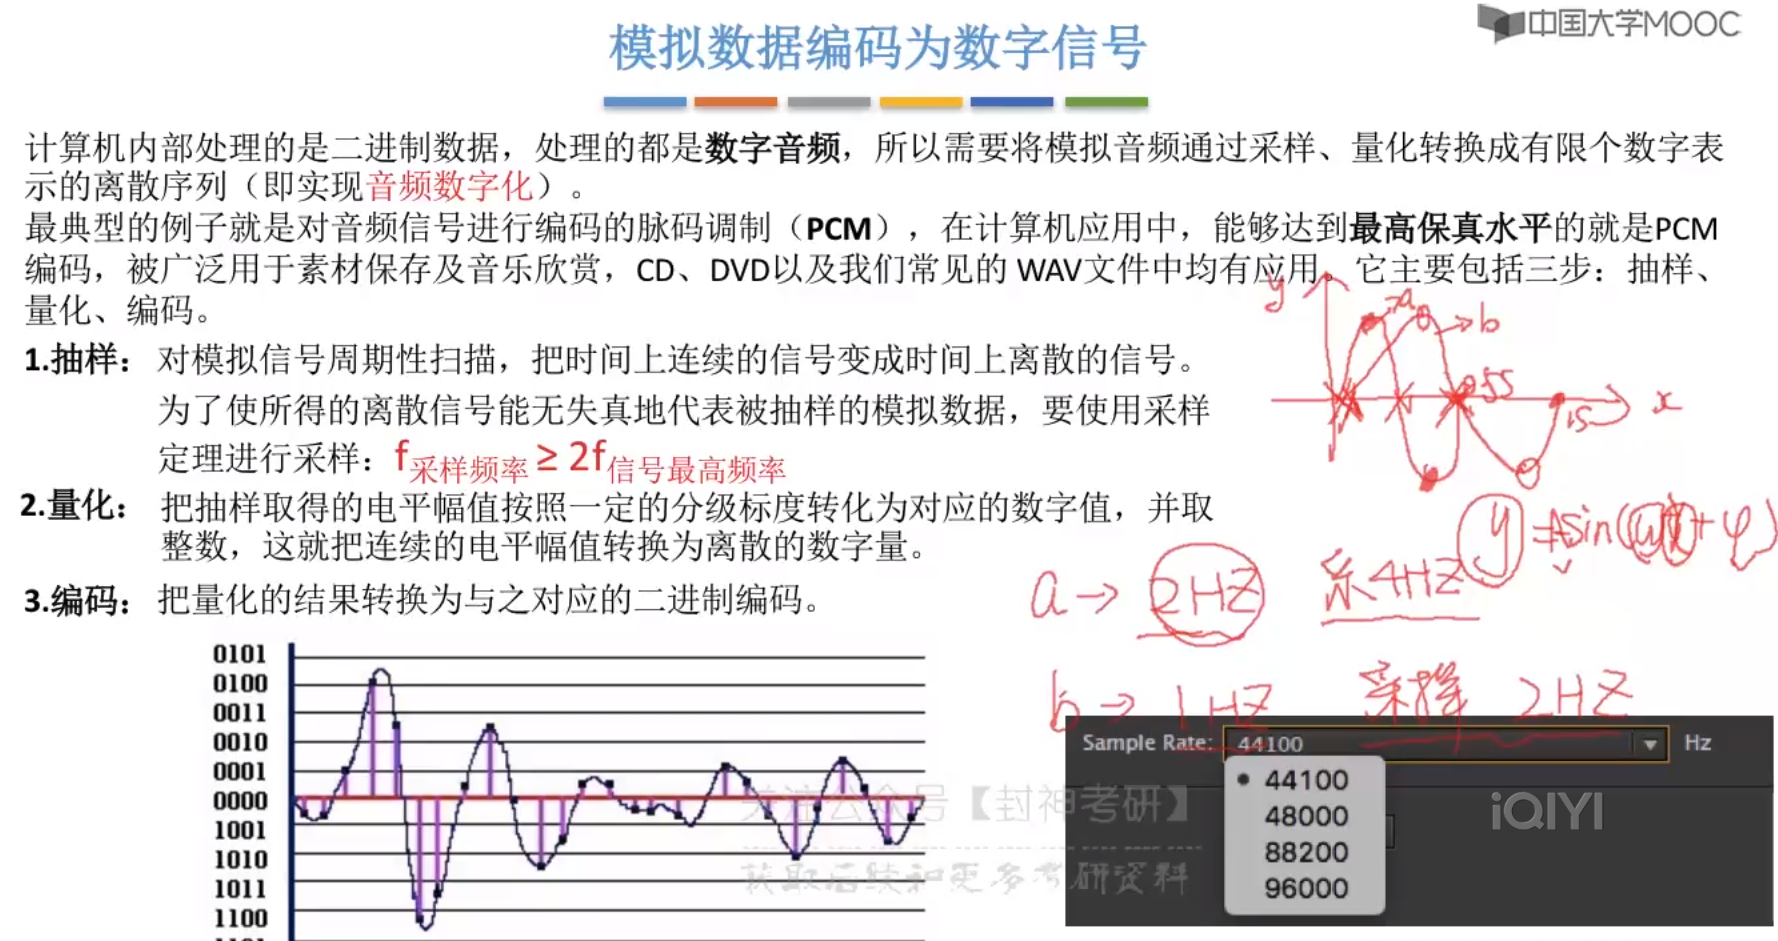 中国大学MOOC
模拟数据编码为数字信号
计算机内部处理的是二进制数据，处理的都是数字音频，所以需要将模拟音频通过采样、量化转换成有限个数字表
示的离散序列（即实现音频数字化）。
最典型的例子就是对音频信号进行编码的脉码调制（PCM），在计算机应用中，能够达到最高保真水平的就是PCM
编码，被广泛用于素材保存及音乐欣赏，CD、DVD以及我们常见的 WAV文件中均有应用。它主要包括三步：抽样、
量化、编码。
1.抽样：对模拟信号周期性扫描，把时间上连续的信号变成时间上离散的信号。
为了使所得的离散信号能无失真地代表被抽样的模拟数据，要使用采样
定理进行采样：f采样频率 ≥ 2f信号最高频率
2.量化：把抽样取得的电平幅值按照一定的分级标度转化为对应的数字值，并取
整数，这就把连续的电平幅值转换为离散的数字量。
3.编码：把量化的结果转换为与之对应的二进制编码。
y
a
b
0.5s
1s
x
y=Asin(ωx+φ)
a→2HZ 采4HZ
b→1HZ 采样 2HZ
0101
0100
0011
0010
0001
0000
1001
1010
1011
1100
Sample Rate: 44100 Hz
44100
48000
88200
96000
iQIYI
关注公众号【封神考研】
获取后续和更多考研资料